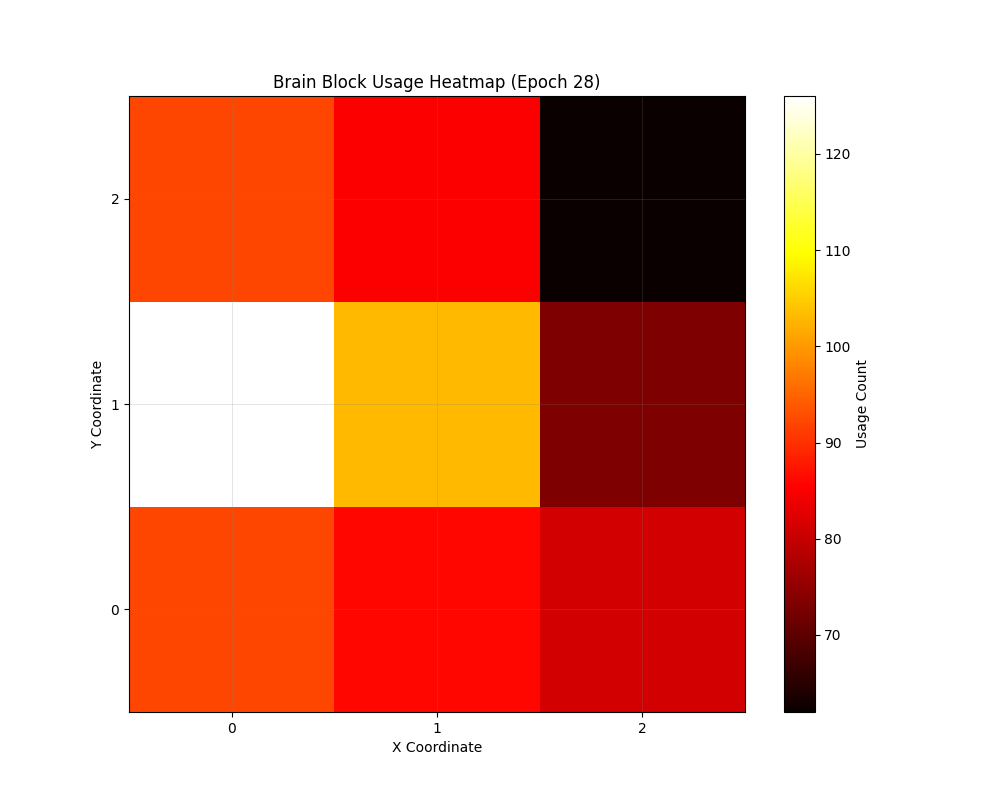 Brain Block Usage Heatmap (Epoch 28)
2
1
0
Y Coordinate
0 1 2
X Coordinate
120
110
100
90
80
70
Usage Count